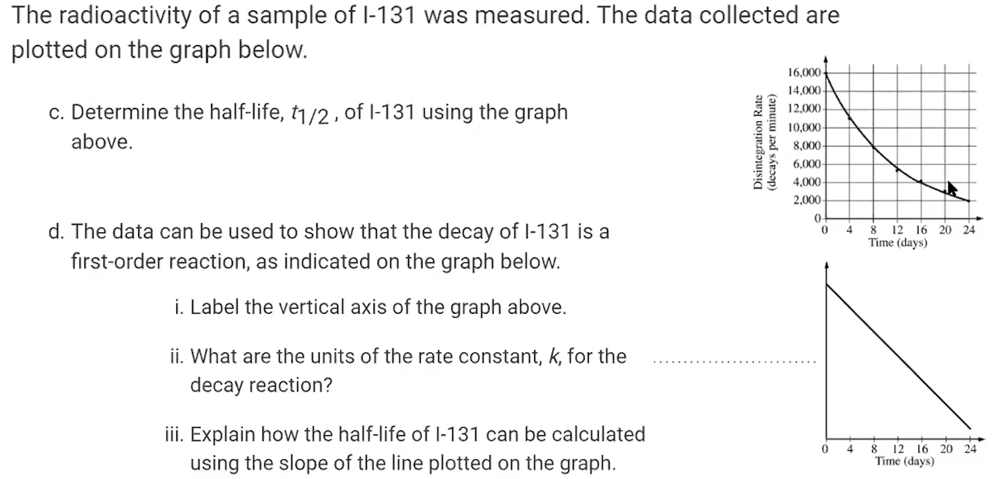 The radioactivity of a sample of I-131 was measured. The data collected are
plotted on the graph below.
c. Determine the half-life, t1/2 , of I-131 using the graph
above.
Disintegration Rate
(decays per minute)
16,000
14,000
12,000
10,000
8,000
6,000
4,000
2,000
0
0 4 8 12 16 20 24
Time (days)
d. The data can be used to show that the decay of I-131 is a
first-order reaction, as indicated on the graph below.
i. Label the vertical axis of the graph above.
ii. What are the units of the rate constant, k, for the
decay reaction?
iii. Explain how the half-life of I-131 can be calculated
using the slope of the line plotted on the graph.
0 4 8 12 16 20 24
Time (days)